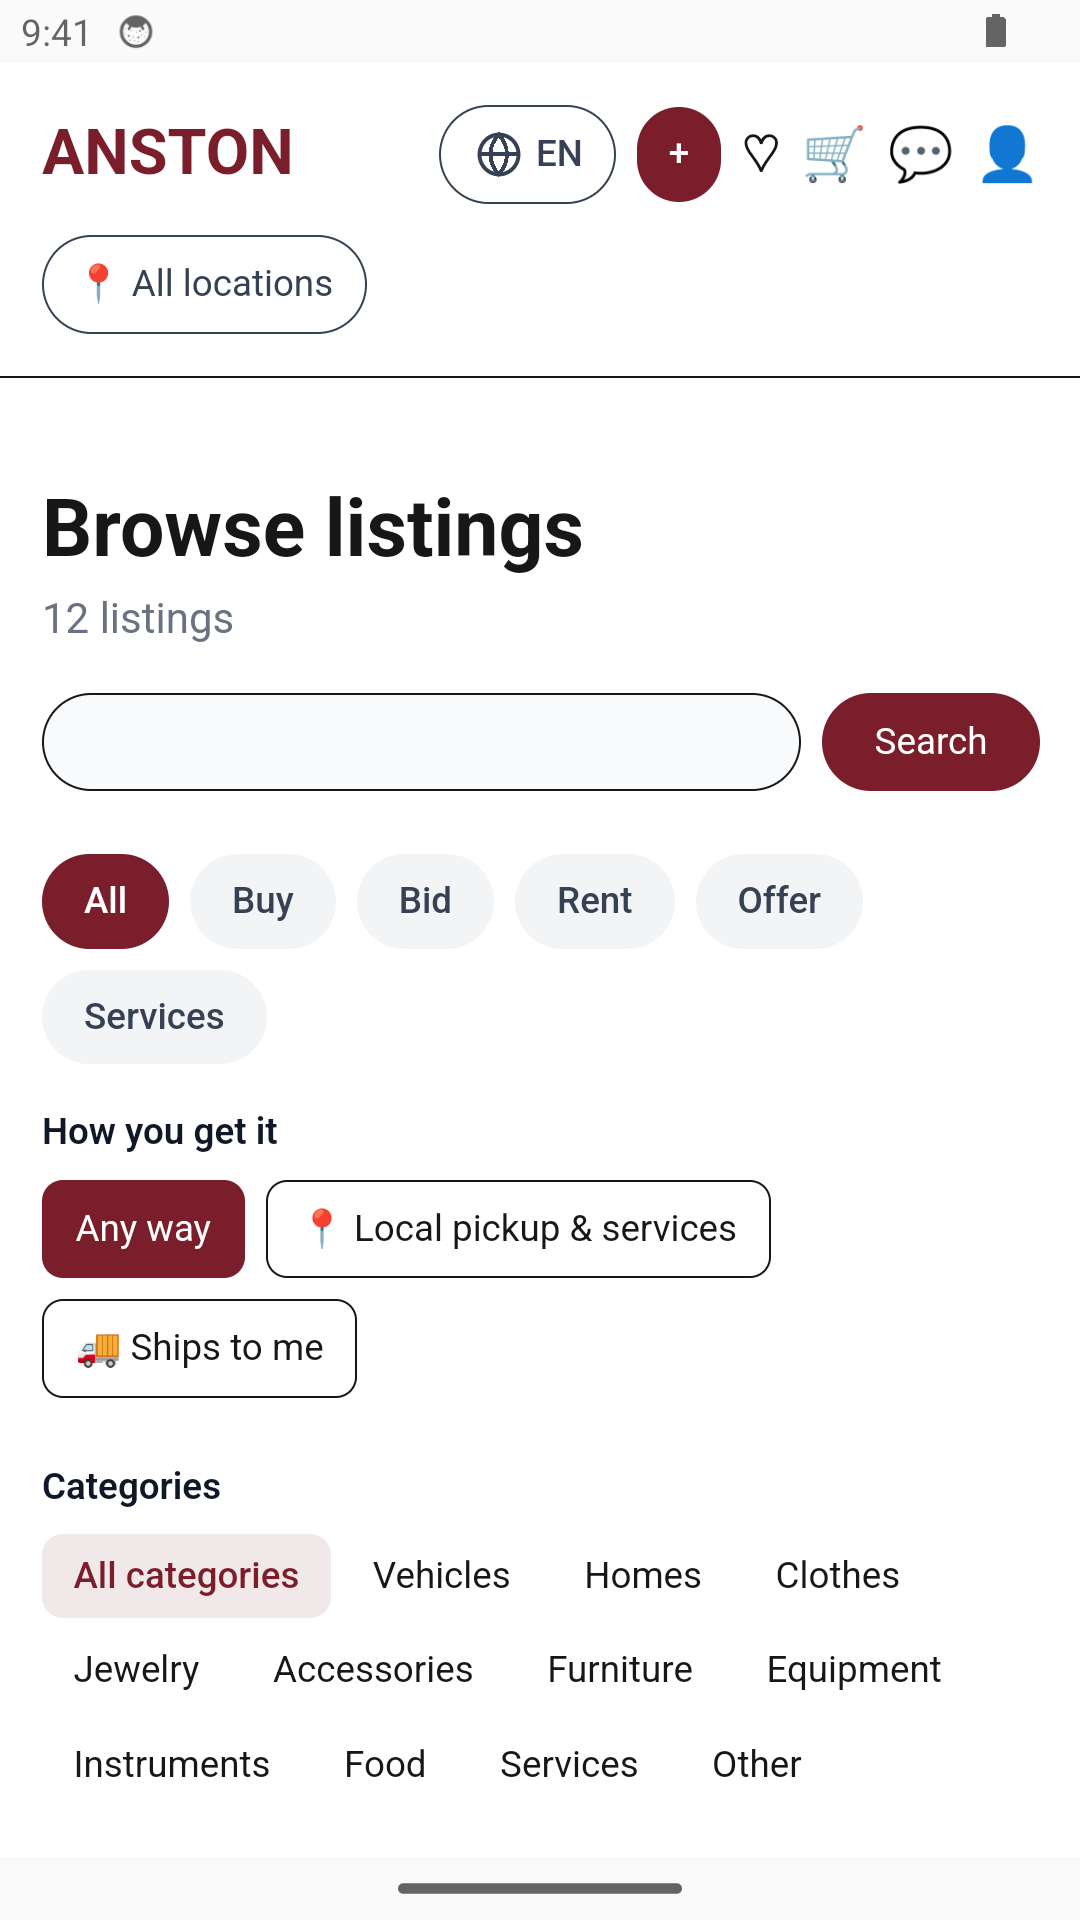 9:41
ANSTON EN +
All locations
Browse listings
12 listings
Search
All Buy Bid Rent Offer
Services
How you get it
Any way Local pickup & services
Ships to me
Categories
All categories Vehicles Homes Clothes
Jewelry Accessories Furniture Equipment
Instruments Food Services Other